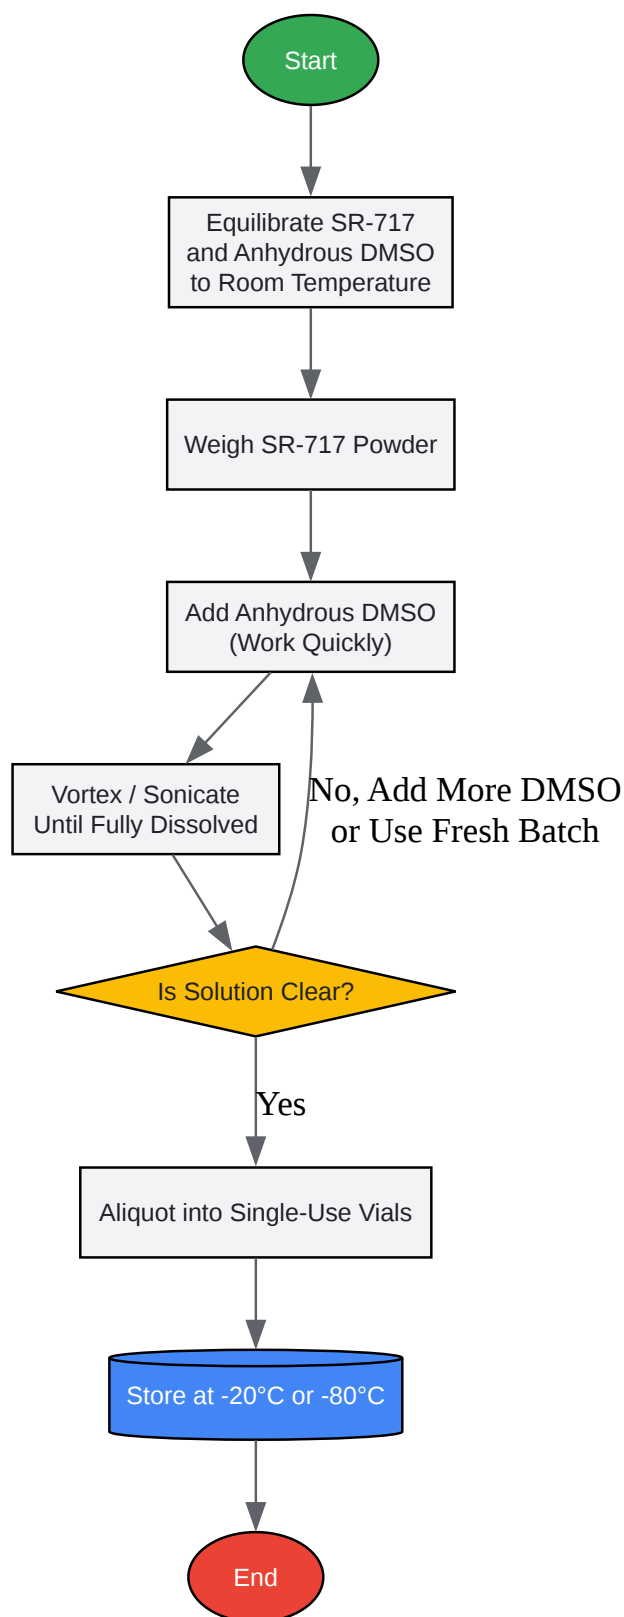 Start
Equilibrate SR-717
and Anhydrous DMSO
to Room Temperature
Weigh SR-717 Powder
Add Anhydrous DMSO
(Work Quickly)
Vortex / Sonicate
Until Fully Dissolved
No, Add More DMSO
or Use Fresh Batch
Is Solution Clear?
Yes
Aliquot into Single-Use Vials
Store at -20°C or -80°C
End